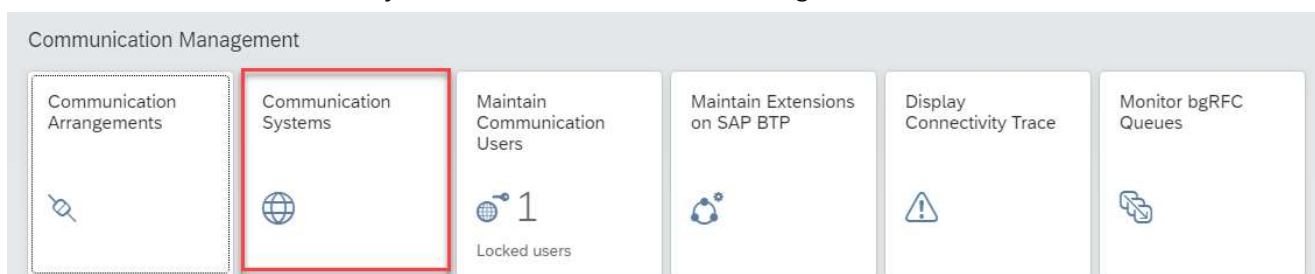 Communication Management
Communication
Arrangements
Communication
Systems
Maintain
Communication
Users
1
Locked users
Maintain Extensions
on SAP BTP
Display
Connectivity Trace
Monitor bgRFC
Queues